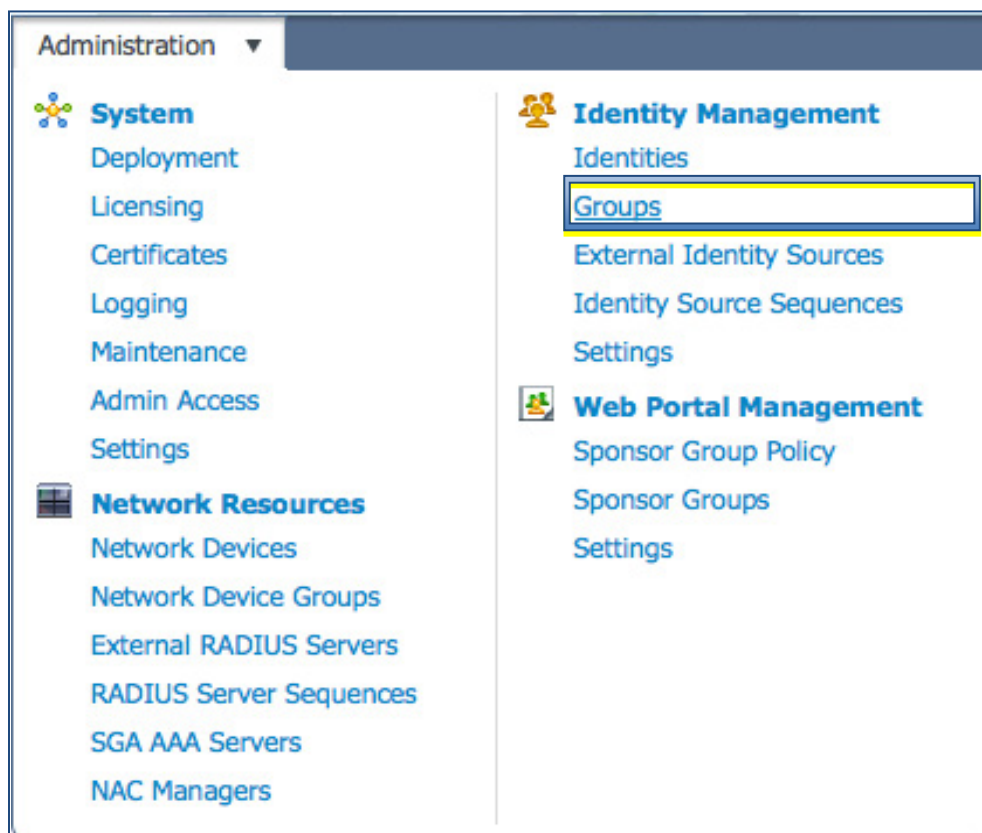 Administration ▼
System
Deployment
Licensing
Certificates
Logging
Maintenance
Admin Access
Settings
Network Resources
Network Devices
Network Device Groups
External RADIUS Servers
RADIUS Server Sequences
SGA AAA Servers
NAC Managers
Identity Management
Identities
Groups
External Identity Sources
Identity Source Sequences
Settings
Web Portal Management
Sponsor Group Policy
Sponsor Groups
Settings